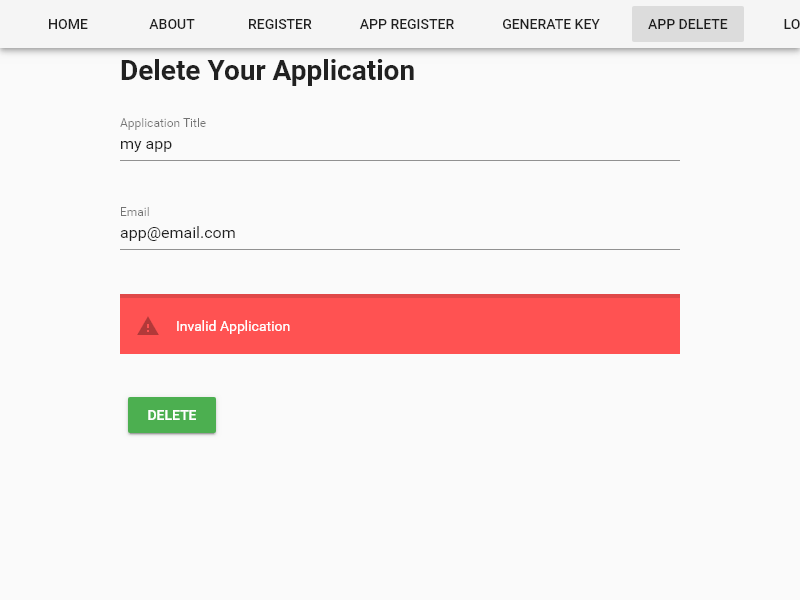 HOME ABOUT REGISTER APP REGISTER GENERATE KEY APP DELETE LO
Delete Your Application
Application Title
my app
Email
app@email.com
Invalid Application
DELETE